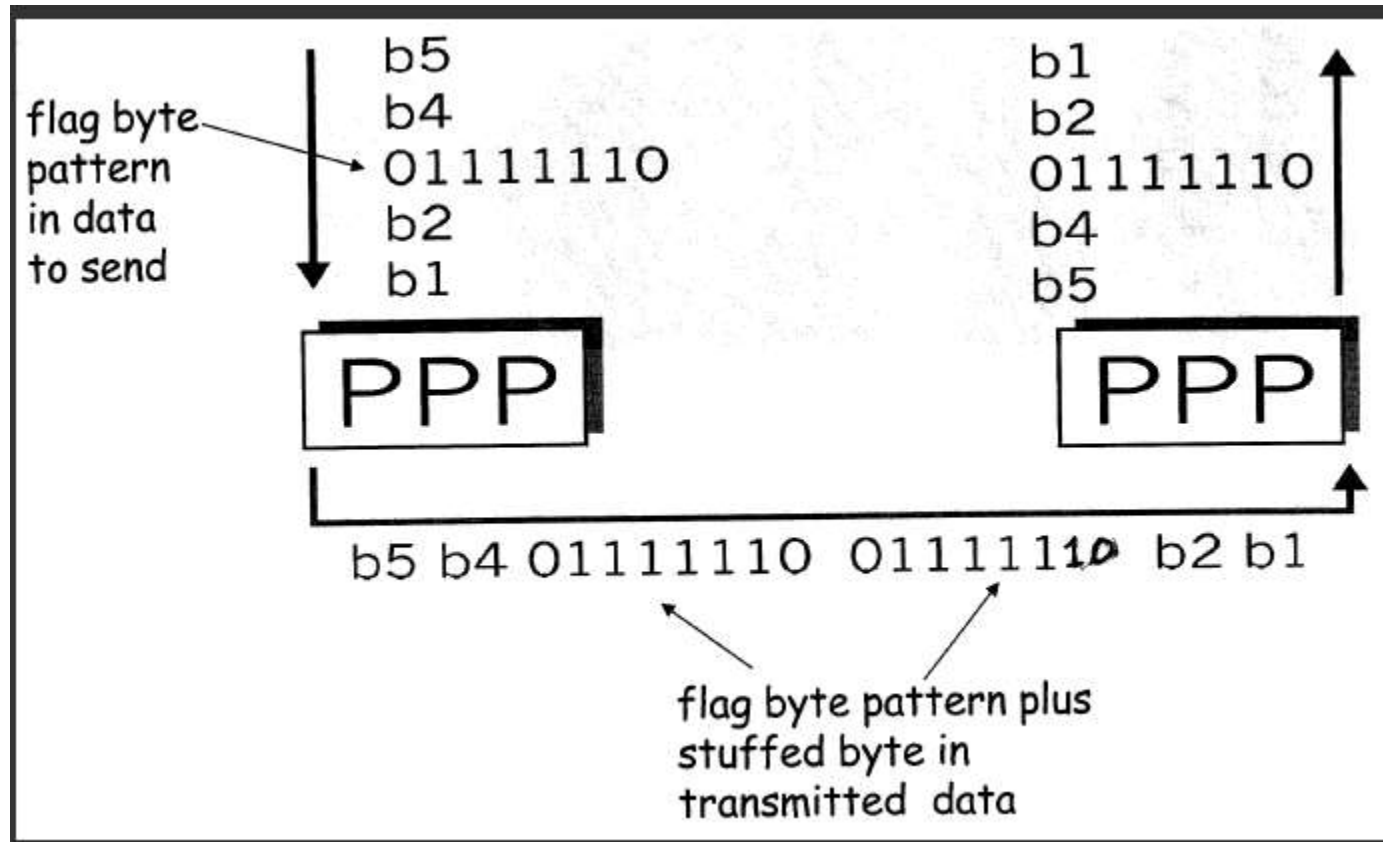 flag byte
pattern
in data
to send
b5
b4
01111110
b2
b1
b1
b2
01111110
b4
b5
PPP
PPP
b5 b4 01111110 01111110 b2 b1
flag byte pattern plus
stuffed byte in
transmitted data